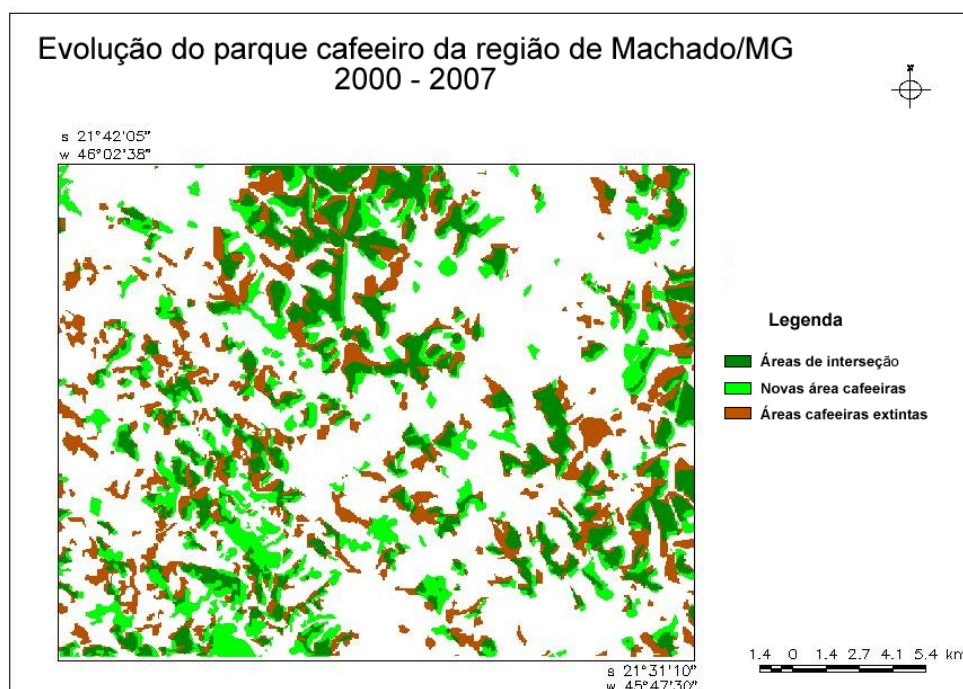 Evolução do parque cafeeiro da região de Machado/MG
2000 - 2007
N
s 21°42'05"
w 46°02'38"
Legenda
Áreas de interseção
Novas área cafeeiras
Áreas cafeeiras extintas
s 21°31'10"
w 45°47'30"
1.4 0 1.4 2.7 4.1 5.4 km